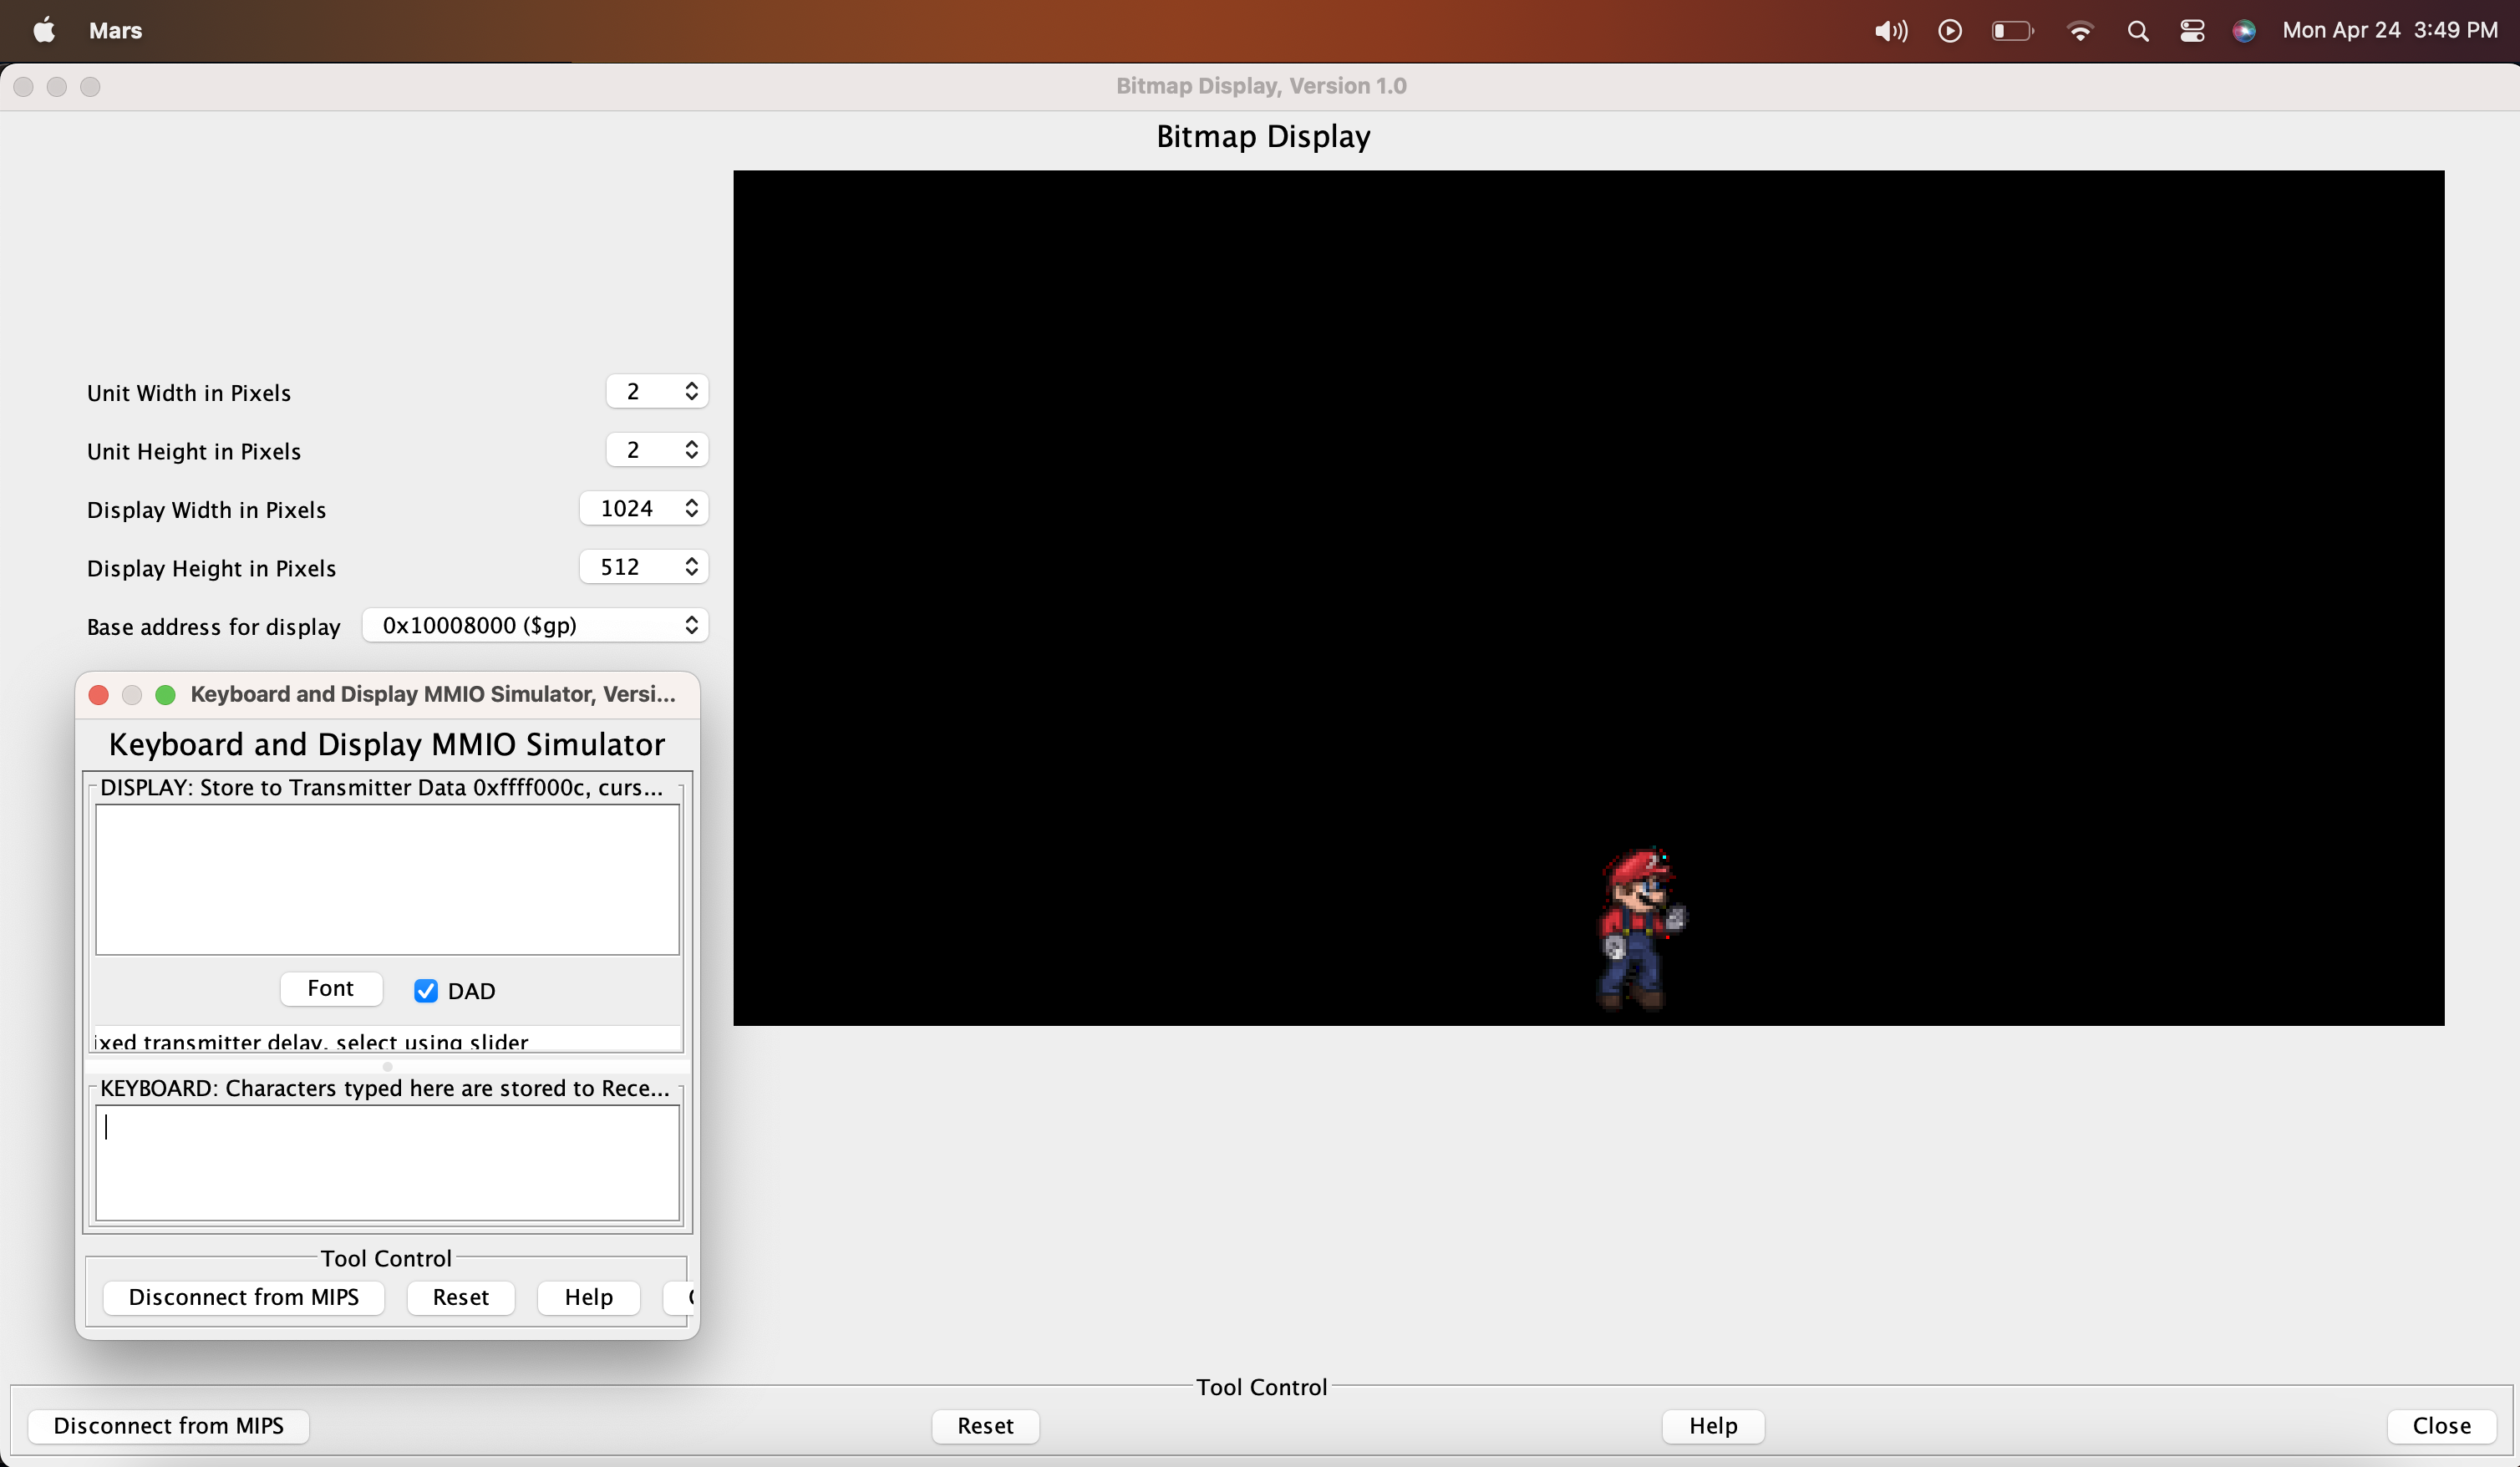 Mars
Mon Apr 24 3:49 PM
Bitmap Display, Version 1.0
Bitmap Display
Unit Width in Pixels 2
Unit Height in Pixels 2
Display Width in Pixels 1024
Display Height in Pixels 512
Base address for display 0x10008000 ($gp)
Keyboard and Display MMIO Simulator, Versi...
Keyboard and Display MMIO Simulator
DISPLAY: Store to Transmitter Data 0xffff000c, curs...
Font DAD
ixed transmitter delay, select using slider
KEYBOARD: Characters typed here are stored to Rece...
Tool Control
Disconnect from MIPS Reset Help
Tool Control
Disconnect from MIPS Reset Help Close